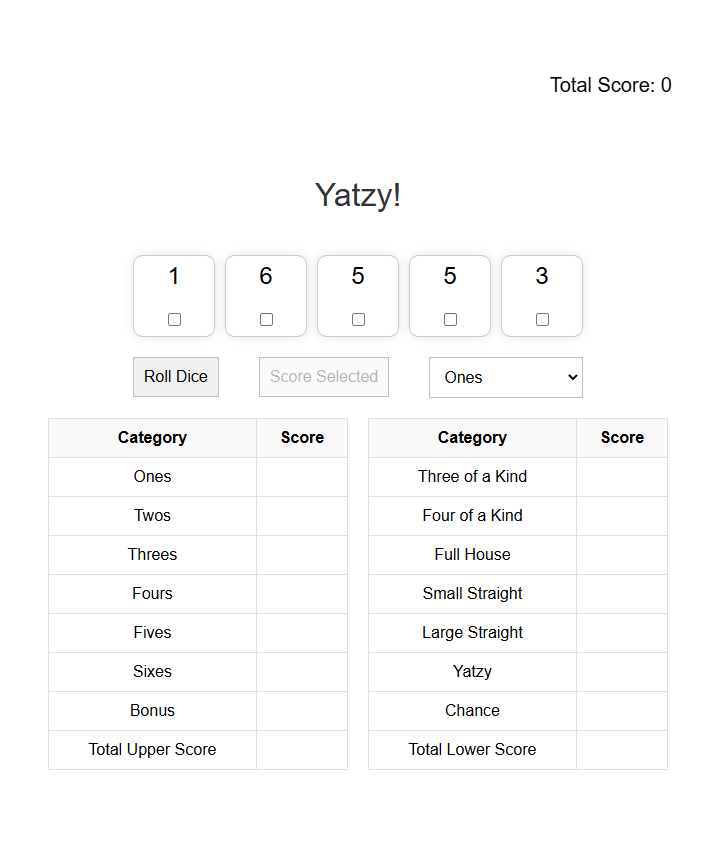 Total Score: 0
Yatzy!
1 6 5 5 3
Roll Dice Score Selected Ones
Category Score Category Score
Ones Three of a Kind
Twos Four of a Kind
Threes Full House
Fours Small Straight
Fives Large Straight
Sixes Yatzy
Bonus Chance
Total Upper Score Total Lower Score